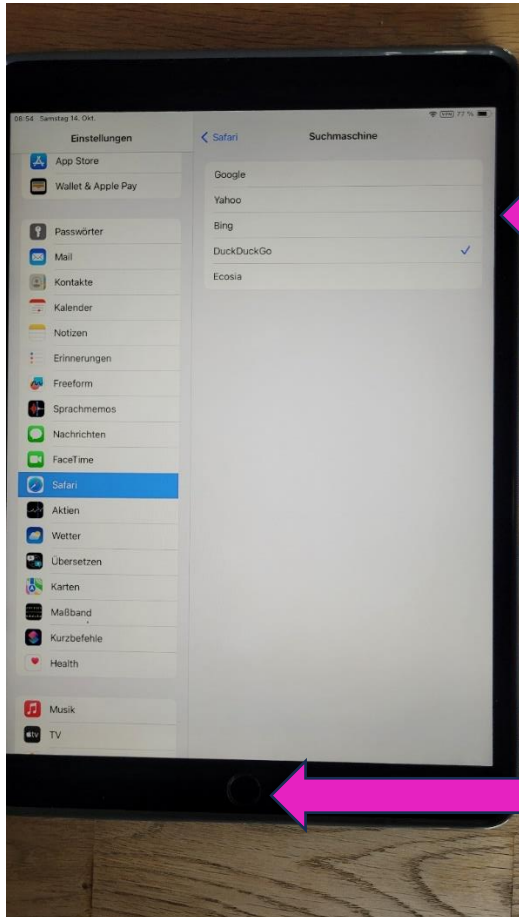 06:54 Samstag 14. Okt.
VPN 77 %
Einstellungen
App Store
Wallet & Apple Pay
Passwörter
Mail
Kontakte
Kalender
Notizen
Erinnerungen
Freeform
Sprachmemos
Nachrichten
FaceTime
Safari
Aktien
Wetter
Übersetzen
Karten
Maßband
Kurzbefehle
Health
Musik
TV
Safari
Suchmaschine
Google
Yahoo
Bing
DuckDuckGo
Ecosia